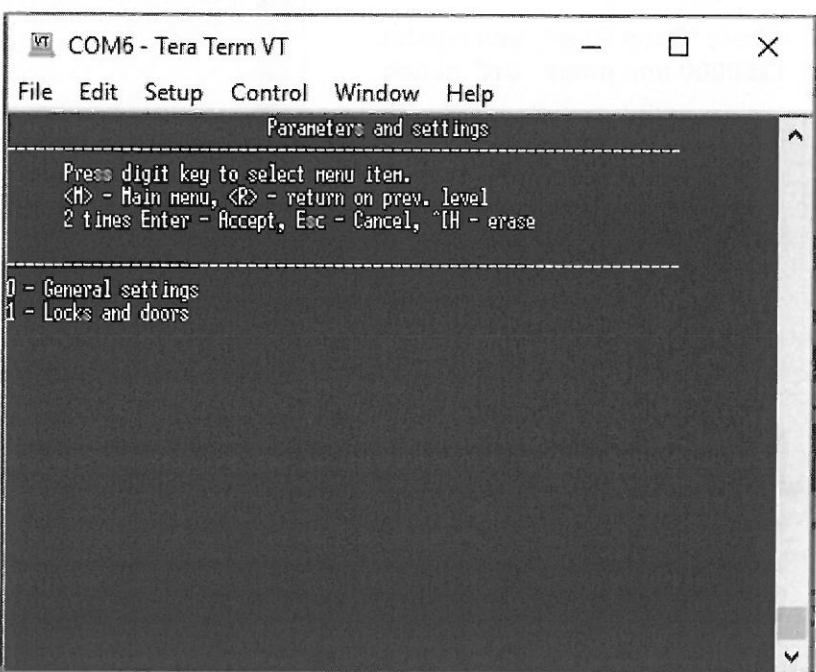 COM6 - Tera Term VT
File Edit Setup Control Window Help
Parameters and settings
Press digit key to select menu item.
<M> - Main menu, <R> - return on prev. level
2 times Enter - Accept, Esc - Cancel, ^[H - erase
0 - General settings
1 - Locks and doors